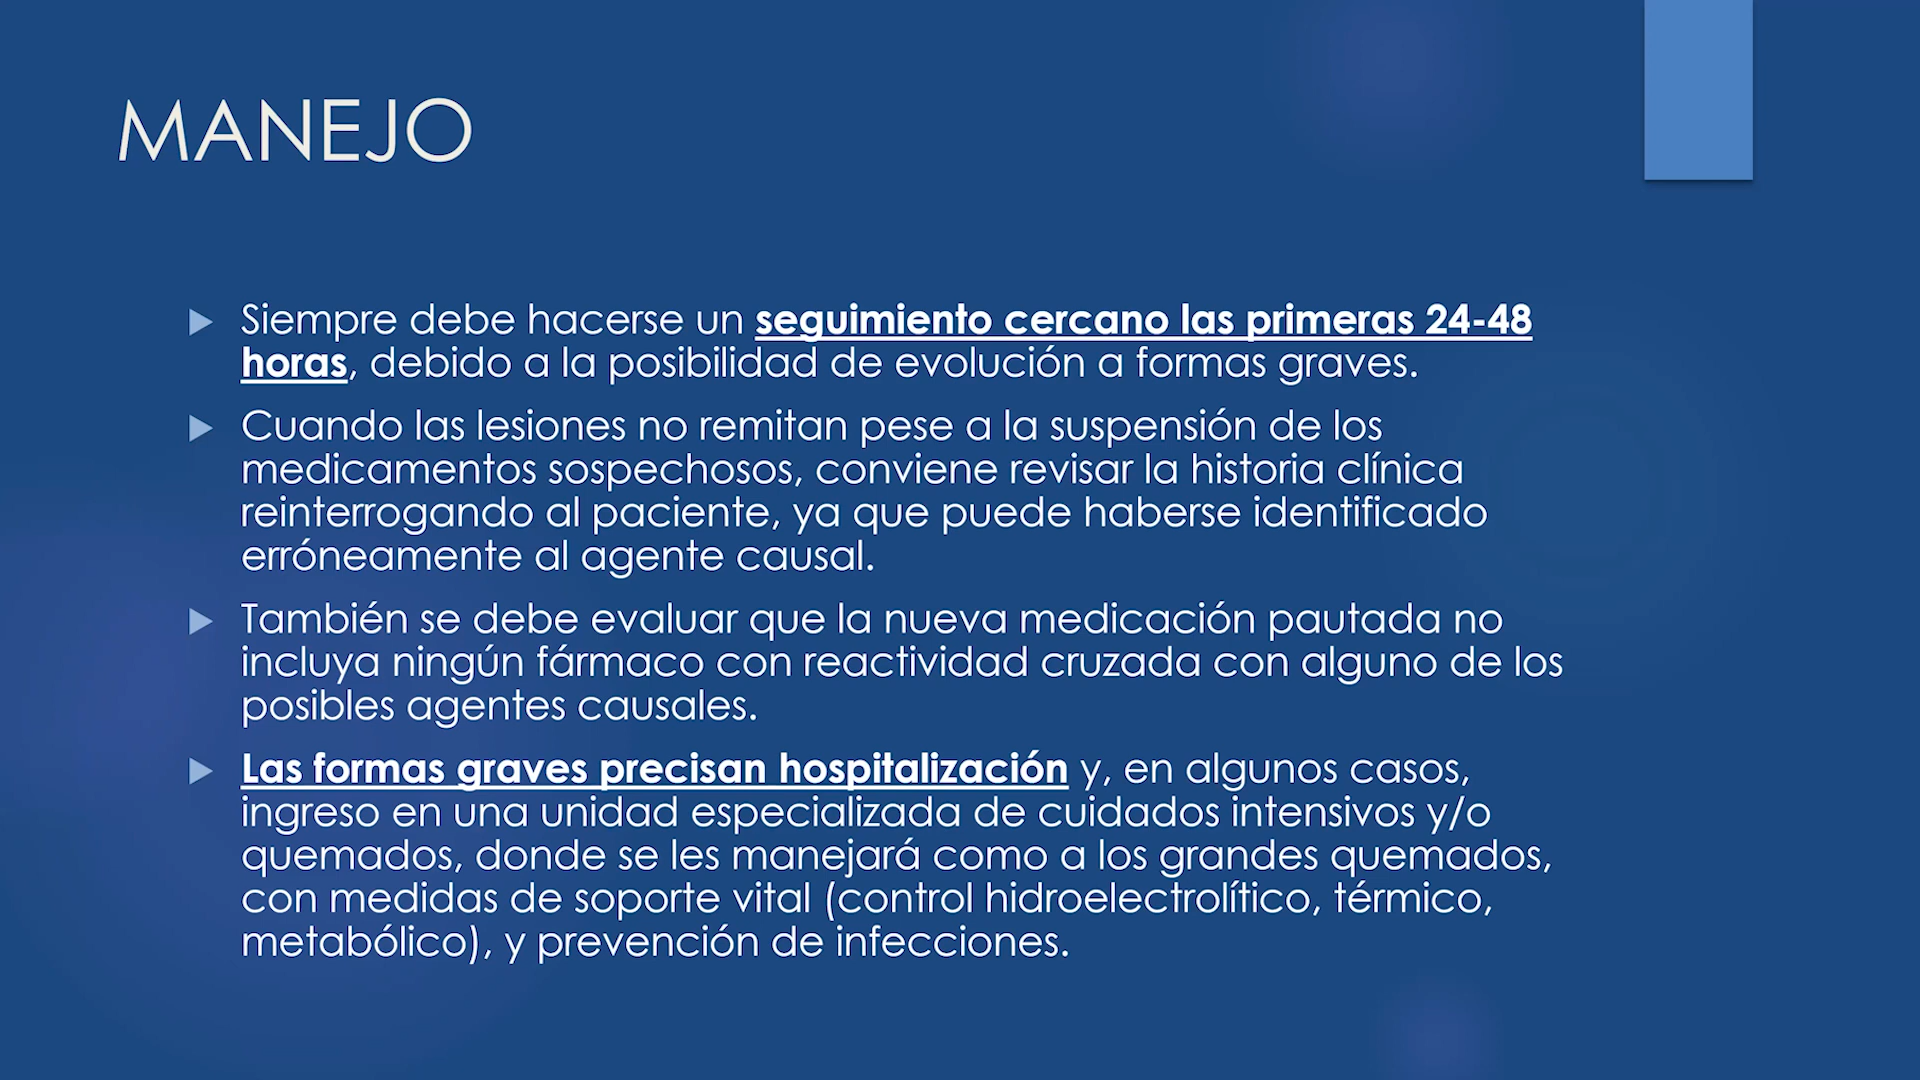 MANEJO
Siempre debe hacerse un seguimiento cercano las primeras 24-48
horas, debido a la posibilidad de evolución a formas graves.
Cuando las lesiones no remitan pese a la suspensión de los
medicamentos sospechosos, conviene revisar la historia clínica
reinterrogando al paciente, ya que puede haberse identificado
erróneamente al agente causal.
También se debe evaluar que la nueva medicación pautada no
incluya ningún fármaco con reactividad cruzada con alguno de los
posibles agentes causales.
Las formas graves precisan hospitalización y, en algunos casos,
ingreso en una unidad especializada de cuidados intensivos y/o
quemados, donde se les manejará como a los grandes quemados,
con medidas de soporte vital (control hidroelectrolítico, térmico,
metabólico), y prevención de infecciones.